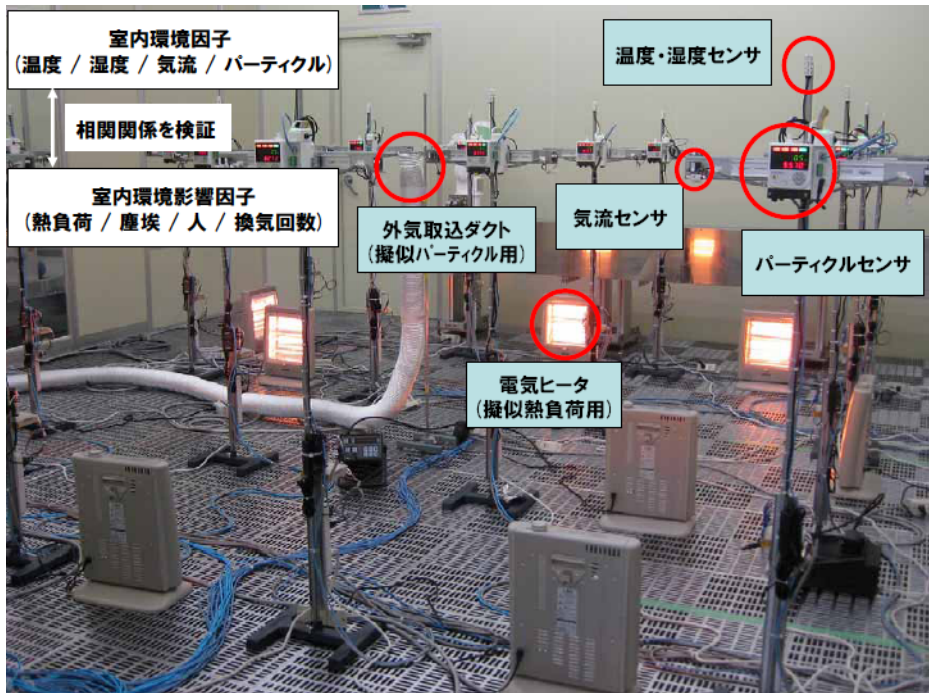 室内環境因子
(温度 / 湿度 / 気流 / パーティクル)
相関関係を検証
室内環境影響因子
(熱負荷 / 塵埃 / 人 / 換気回数)
温度・湿度センサ
外気取込ダクト
(擬似パーティクル用)
気流センサ
パーティクルセンサ
電気ヒータ
(擬似熱負荷用)